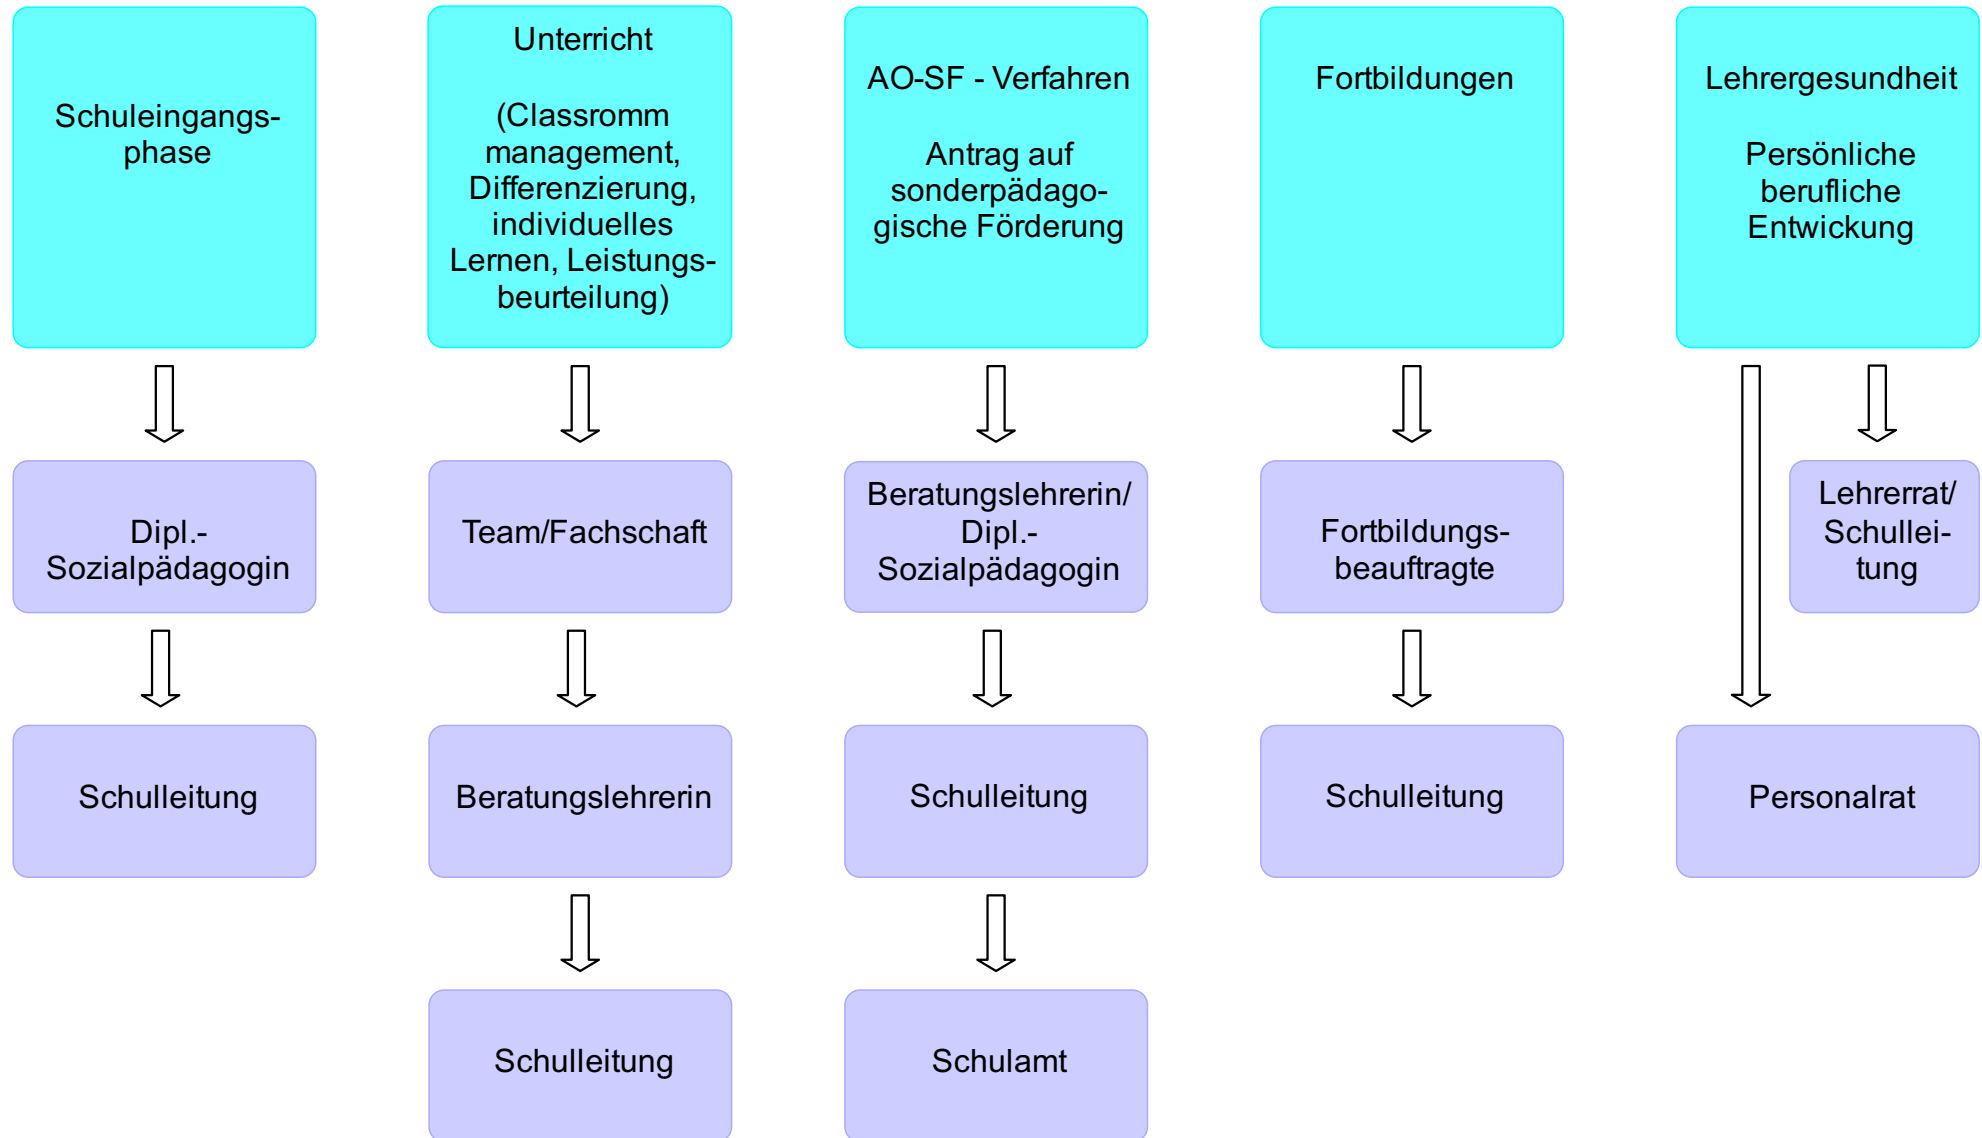 Schuleingangs-
phase
Unterricht
(Classromm
management,
Differenzierung,
individuelles
Lernen, Leistungs-
beurteilung)
AO-SF - Verfahren
Antrag auf
sonderpädago-
gische Förderung
Fortbildungen
Lehrergesundheit
Persönliche
berufliche
Entwickung
Dipl.-
Sozialpädagogin
Team/Fachschaft
Beratungslehrerin/
Dipl.-
Sozialpädagogin
Fortbildungs-
beauftragte
Lehrerrat/
Schullei-
tung
Schulleitung
Beratungslehrerin
Schulleitung
Schulleitung
Personalrat
Schulleitung
Schulamt